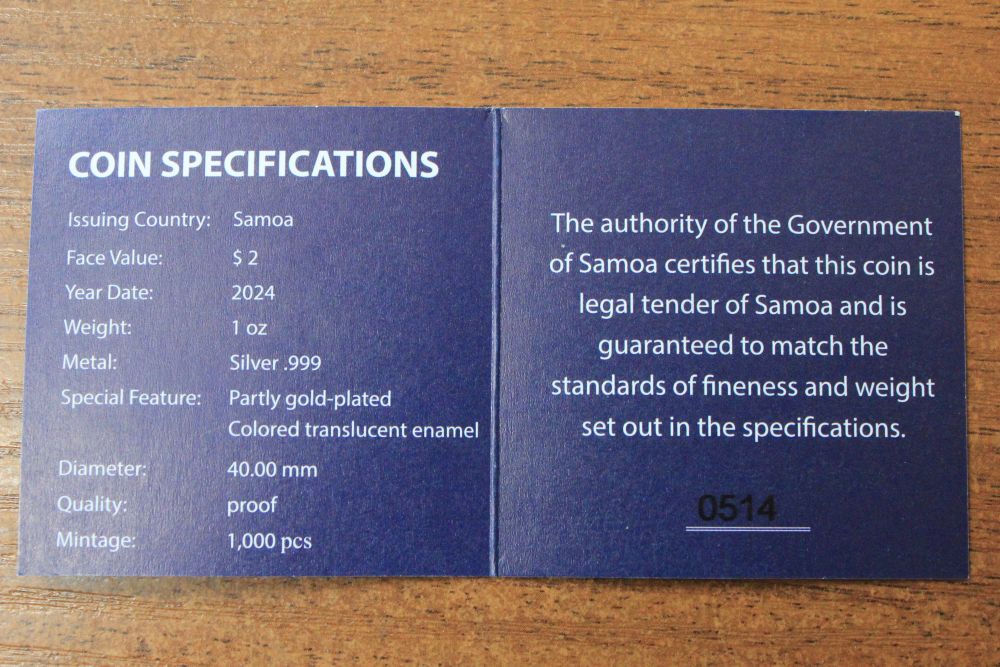 COIN SPECIFICATIONS
Issuing Country: Samoa
Face Value: $ 2
Year Date: 2024
Weight: 1 oz
Metal: Silver .999
Special Feature: Partly gold-plated
Colored translucent enamel
Diameter: 40.00 mm
Quality: proof
Mintage: 1,000 pcs
The authority of the Government
of Samoa certifies that this coin is
legal tender of Samoa and is
guaranteed to match the
standards of fineness and weight
set out in the specifications.
0514